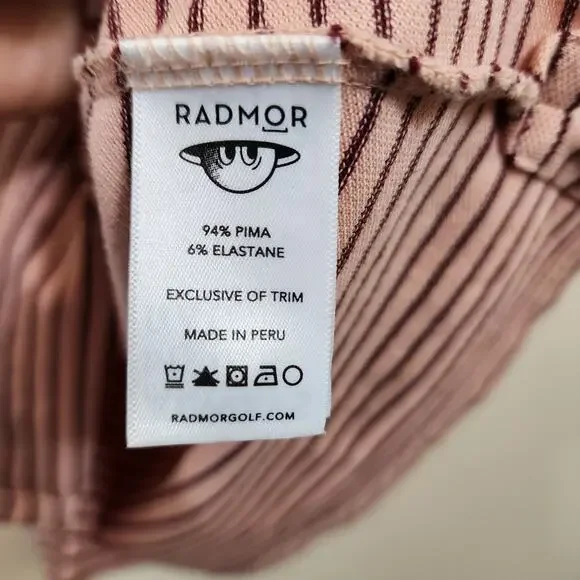 RADMOR
94% PIMA
6% ELASTANE
EXCLUSIVE OF TRIM
MADE IN PERU
RADMORGOLF.COM